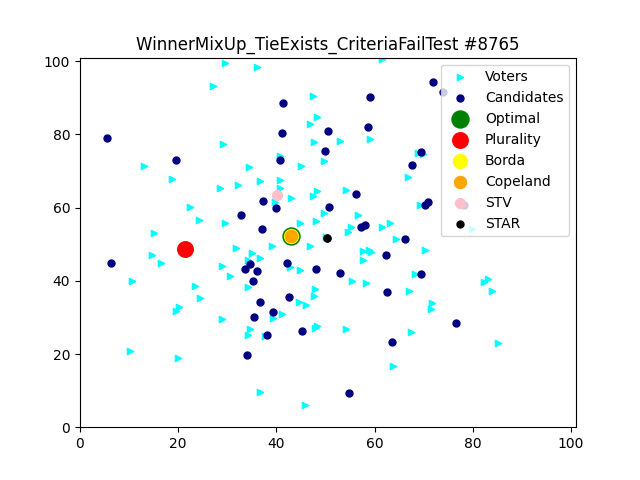 WinnerMixUp_TieExists_CriteriaFailTest #8765
100
80
60
40
20
0
0
20
40
60
80
100
Voters
Candidates
Optimal
Plurality
Borda
Copeland
STV
STAR